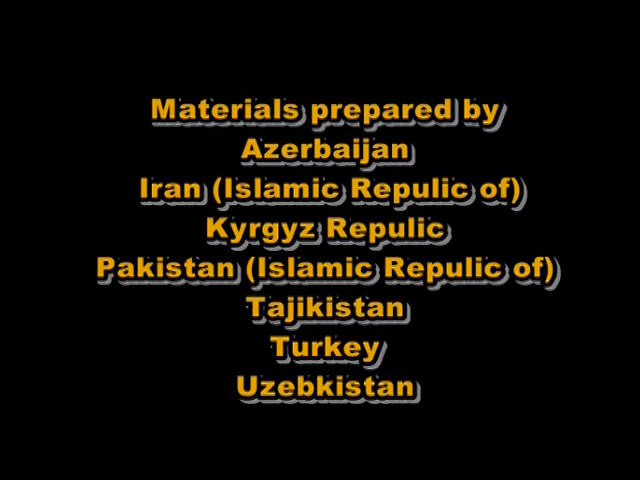 Materials prepared by
Azerbaijan
Iran (Islamic Repulic of)
Kyrgyz Repulic
Pakistan (Islamic Repulic of)
Tajikistan
Turkey
Uzebkistan